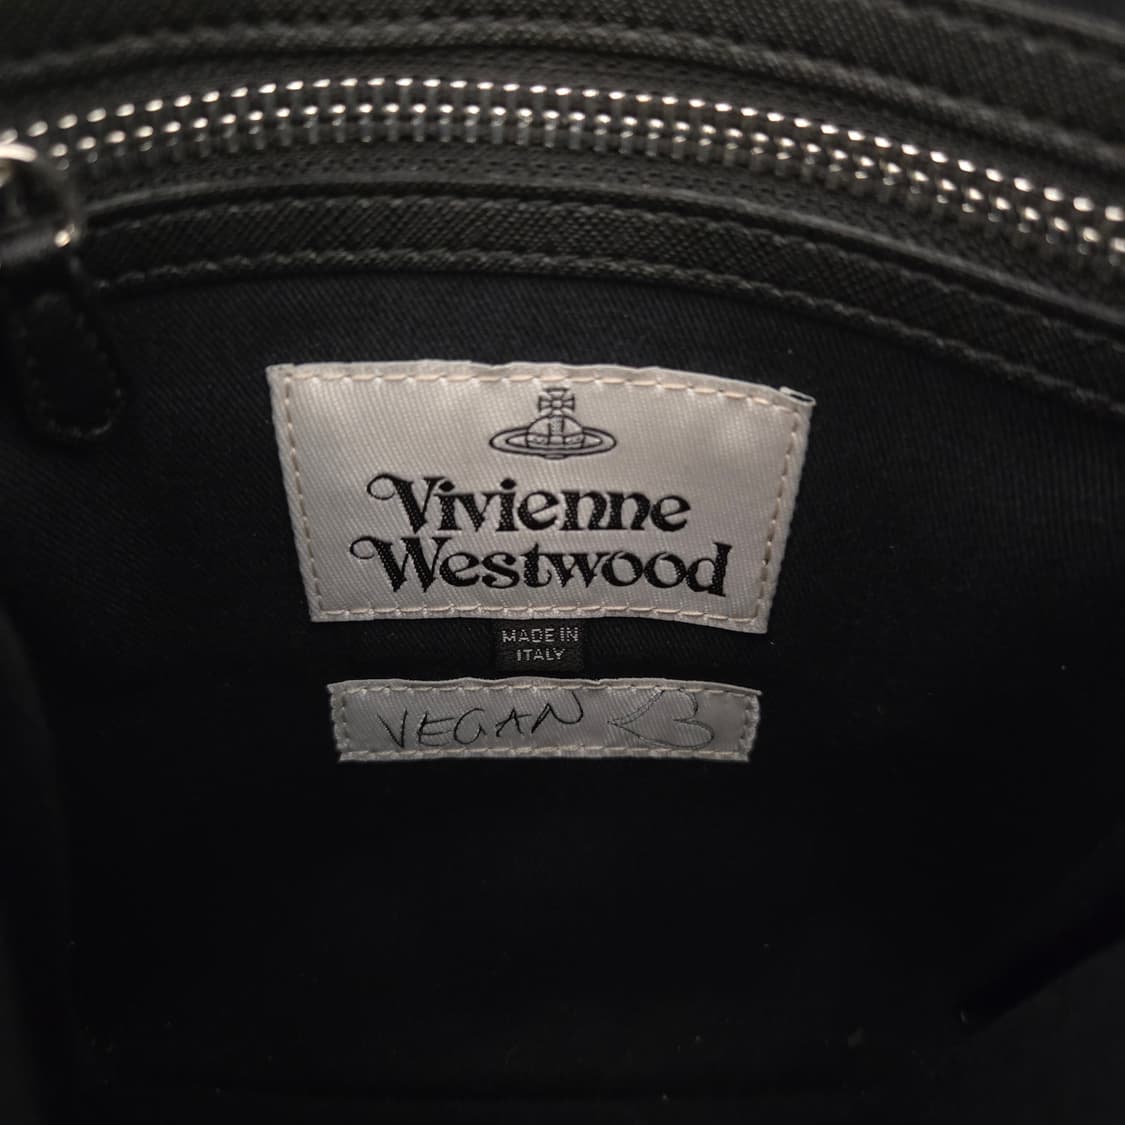 Vivienne
Westwood
MADE IN
ITALY
VEGAN <3